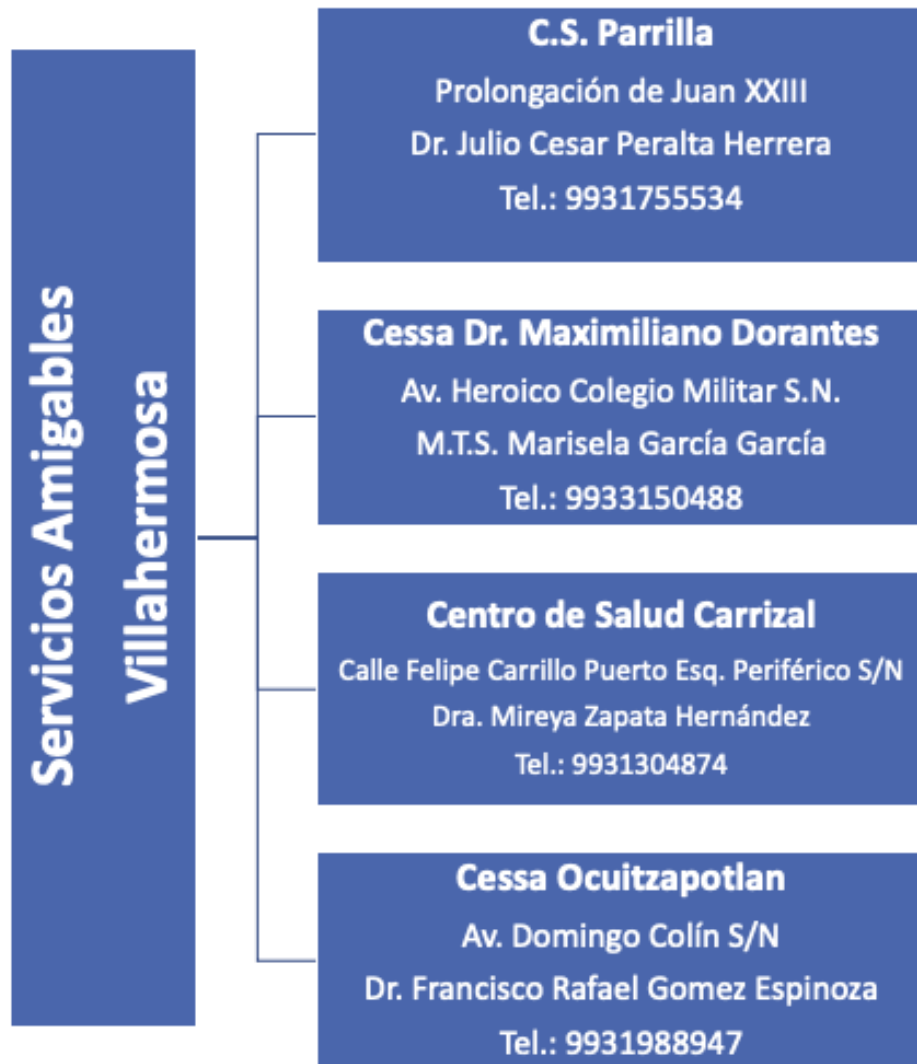 Servicios Amigables
Villahermosa
C.S. Parrilla
Prolongación de Juan XXIII
Dr. Julio Cesar Peralta Herrera
Tel.: 9931755534
Cessa Dr. Maximiliano Dorantes
Av. Heroico Colegio Militar S.N.
M.T.S. Marisela García García
Tel.: 9933150488
Centro de Salud Carrizal
Calle Felipe Carrillo Puerto Esq. Periférico S/N
Dra. Mireya Zapata Hernández
Tel.: 9931304874
Cessa Ocuitzapotlan
Av. Domingo Colín S/N
Dr. Francisco Rafael Gomez Espinoza
Tel.: 9931988947